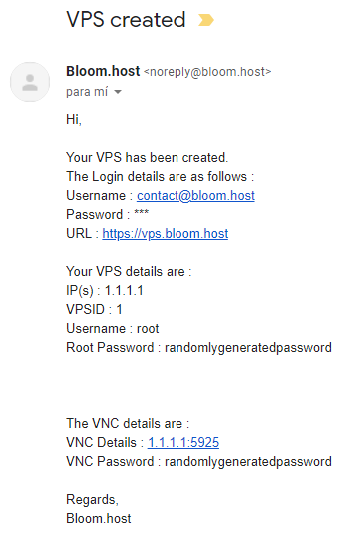 VPS created
Bloom.host <noreply@bloom.host>
para mí
Hi,
Your VPS has been created.
The Login details are as follows :
Username : contact@bloom.host
Password : ***
URL : https://vps.bloom.host
Your VPS details are :
IP(s) : 1.1.1.1
VPSID : 1
Username : root
Root Password : randomlygeneratedpassword
The VNC details are :
VNC Details : 1.1.1.1:5925
VNC Password : randomlygeneratedpassword
Regards,
Bloom.host